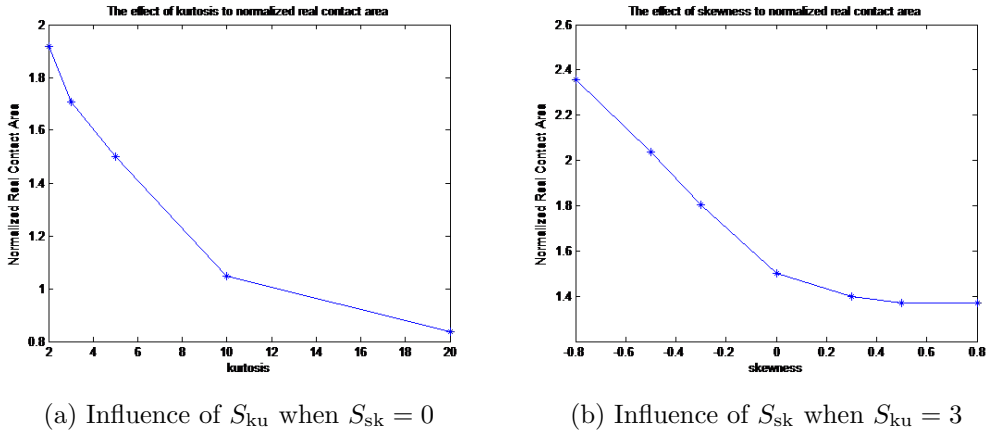 The effect of kurtosis to normalized real contact area
2
1.8
1.6
1.4
1.2
1
0.8
Normalized Real Contact Area
2 4 6 8 10 12 14 16 18 20
kurtosis
(a) Influence of S_ku when S_sk = 0
The effect of skewness to normalized real contact area
2.6
2.4
2.2
2
1.8
1.6
1.4
Normalized Real Contact Area
-0.8 -0.6 -0.4 -0.2 0 0.2 0.4 0.6 0.8
skewness
(b) Influence of S_sk when S_ku = 3